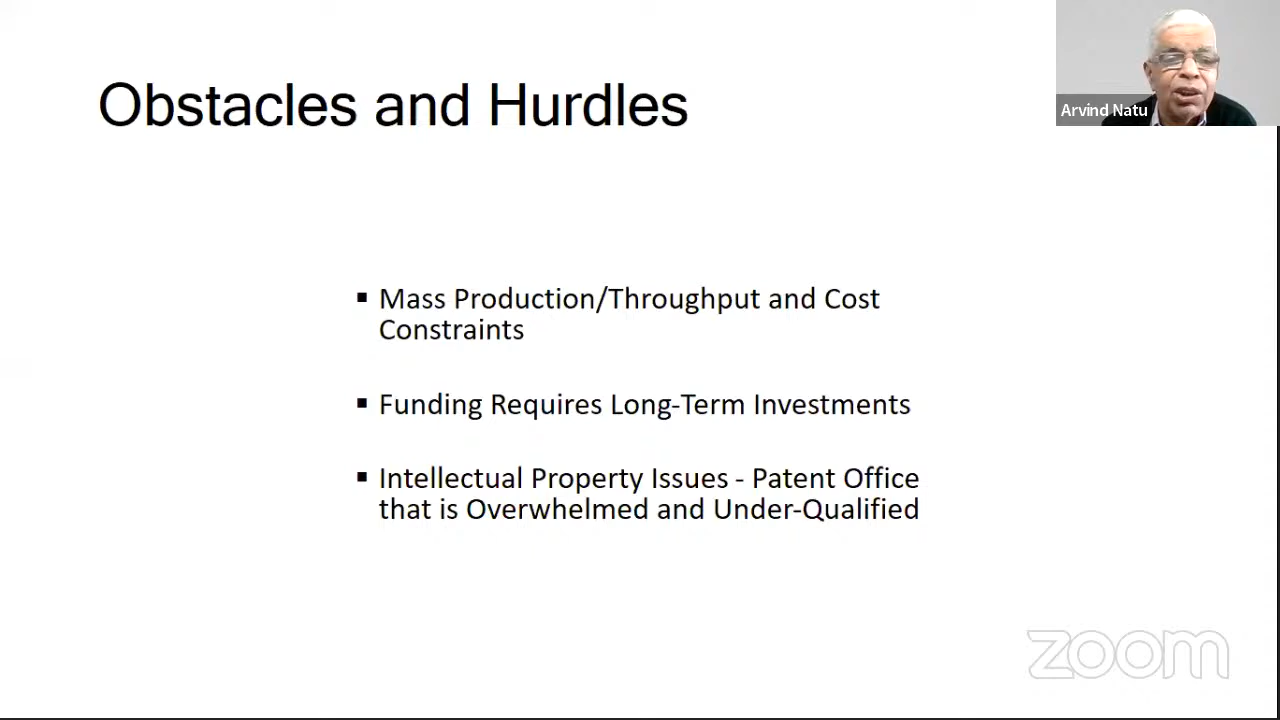 Obstacles and Hurdles
Arvind Natu
▪ Mass Production/Throughput and Cost
Constraints
▪ Funding Requires Long-Term Investments
▪ Intellectual Property Issues - Patent Office
that is Overwhelmed and Under-Qualified
zoom